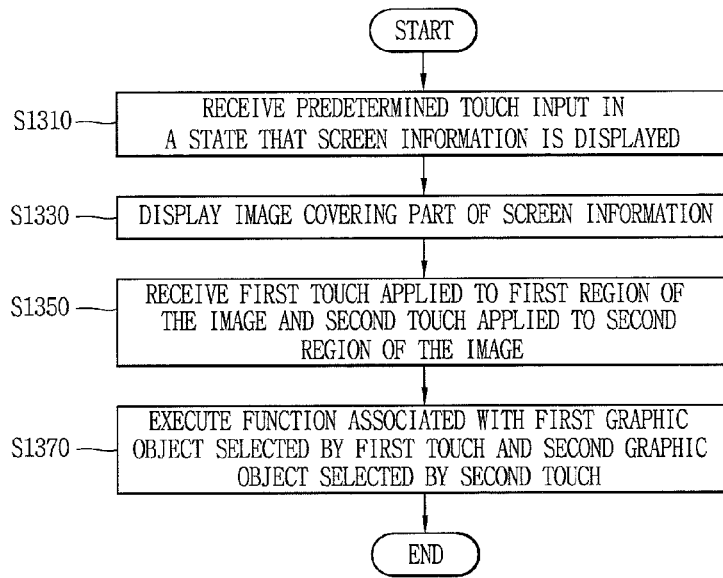 START
S1310
RECEIVE PREDETERMINED TOUCH INPUT IN
A STATE THAT SCREEN INFORMATION IS DISPLAYED
S1330
DISPLAY IMAGE COVERING PART OF SCREEN INFORMATION
S1350
RECEIVE FIRST TOUCH APPLIED TO FIRST REGION OF
THE IMAGE AND SECOND TOUCH APPLIED TO SECOND
REGION OF THE IMAGE
S1370
EXECUTE FUNCTION ASSOCIATED WITH FIRST GRAPHIC
OBJECT SELECTED BY FIRST TOUCH AND SECOND GRAPHIC
OBJECT SELECTED BY SECOND TOUCH
END